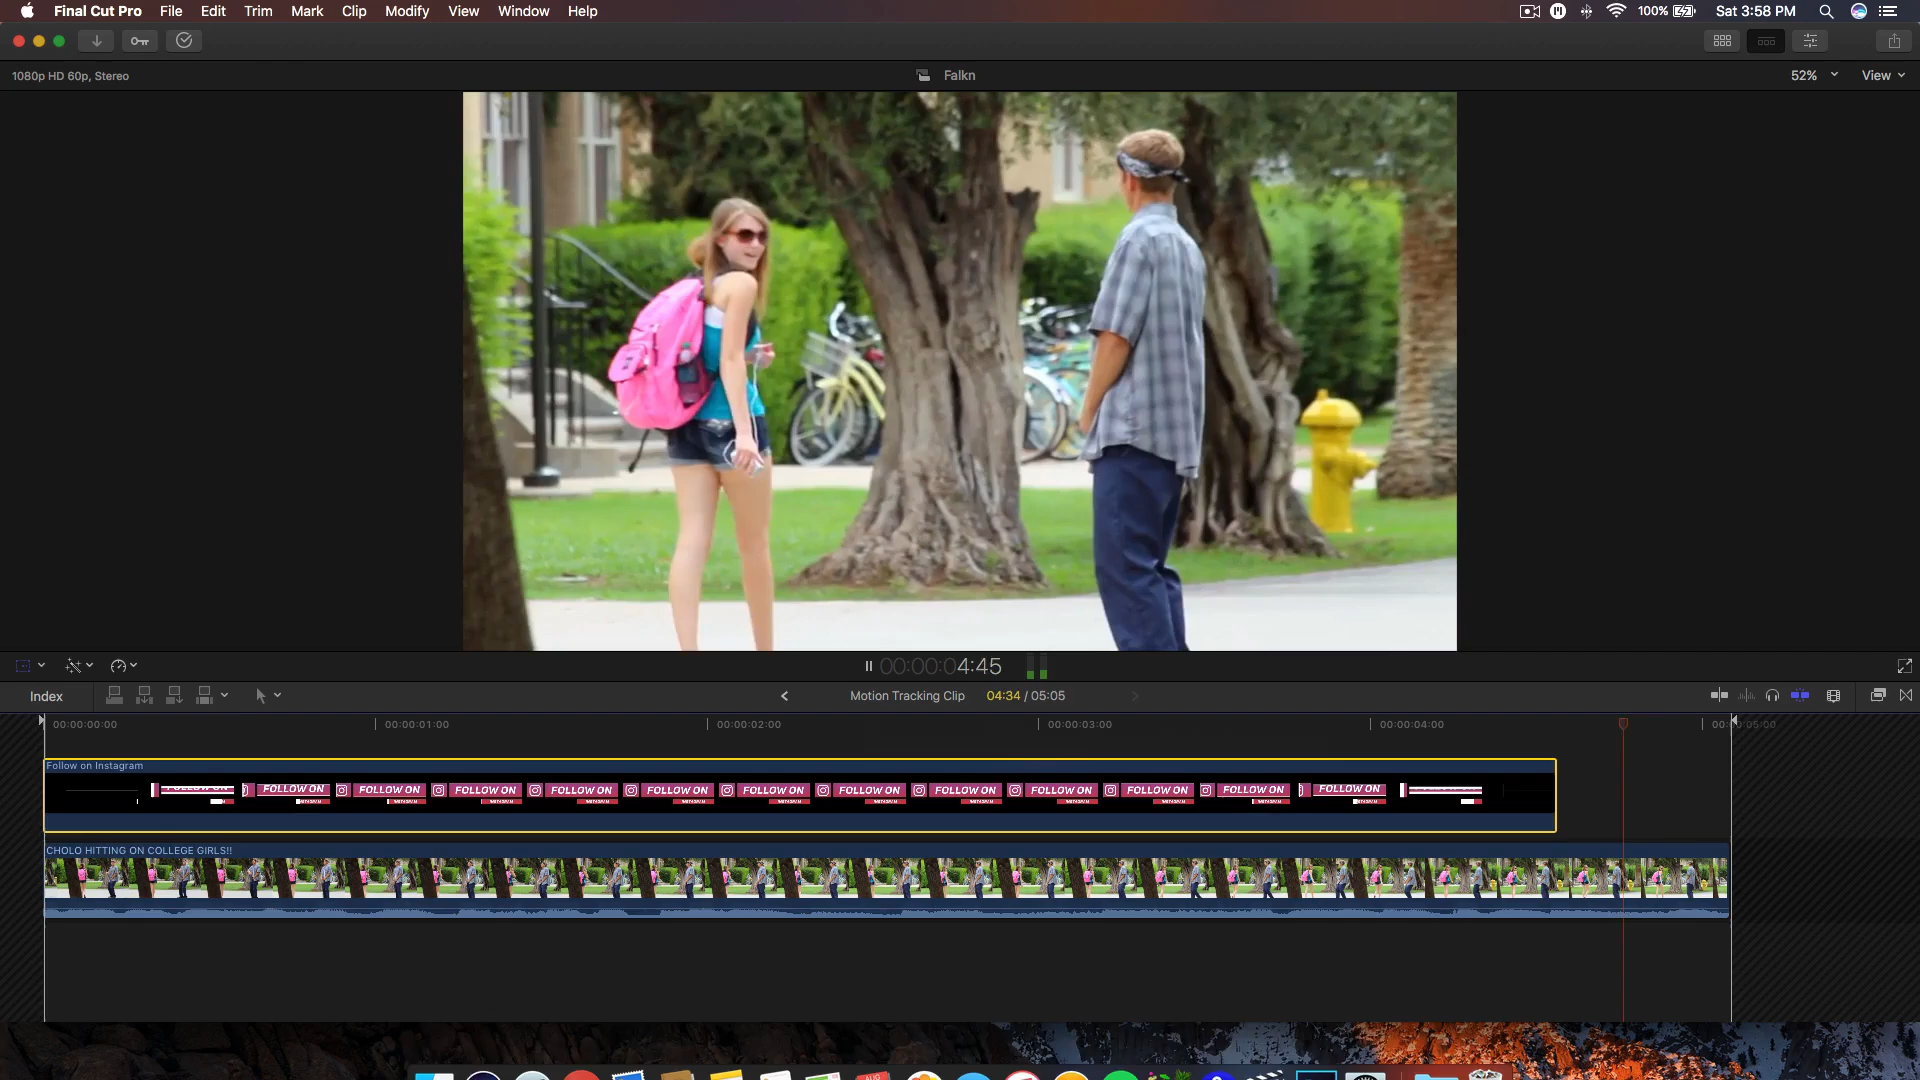 Final Cut Pro File Edit Trim Mark Clip Modify View Window Help 100% Sat 3:58 PM
1080p HD 60p, Stereo Falkn 52% View
00:00:04:45
Index Motion Tracking Clip 04:34 / 05:05
00:00:00:00 00:00:01:00 00:00:02:00 00:00:03:00 00:00:04:00
Follow on Instagram
FOLLOW ON FOLLOW ON FOLLOW ON FOLLOW ON FOLLOW ON FOLLOW ON FOLLOW ON FOLLOW ON FOLLOW ON FOLLOW ON FOLLOW ON FOLLOW ON FOLLOW ON
CHOLO HITTING ON COLLEGE GIRLS!!
AUG